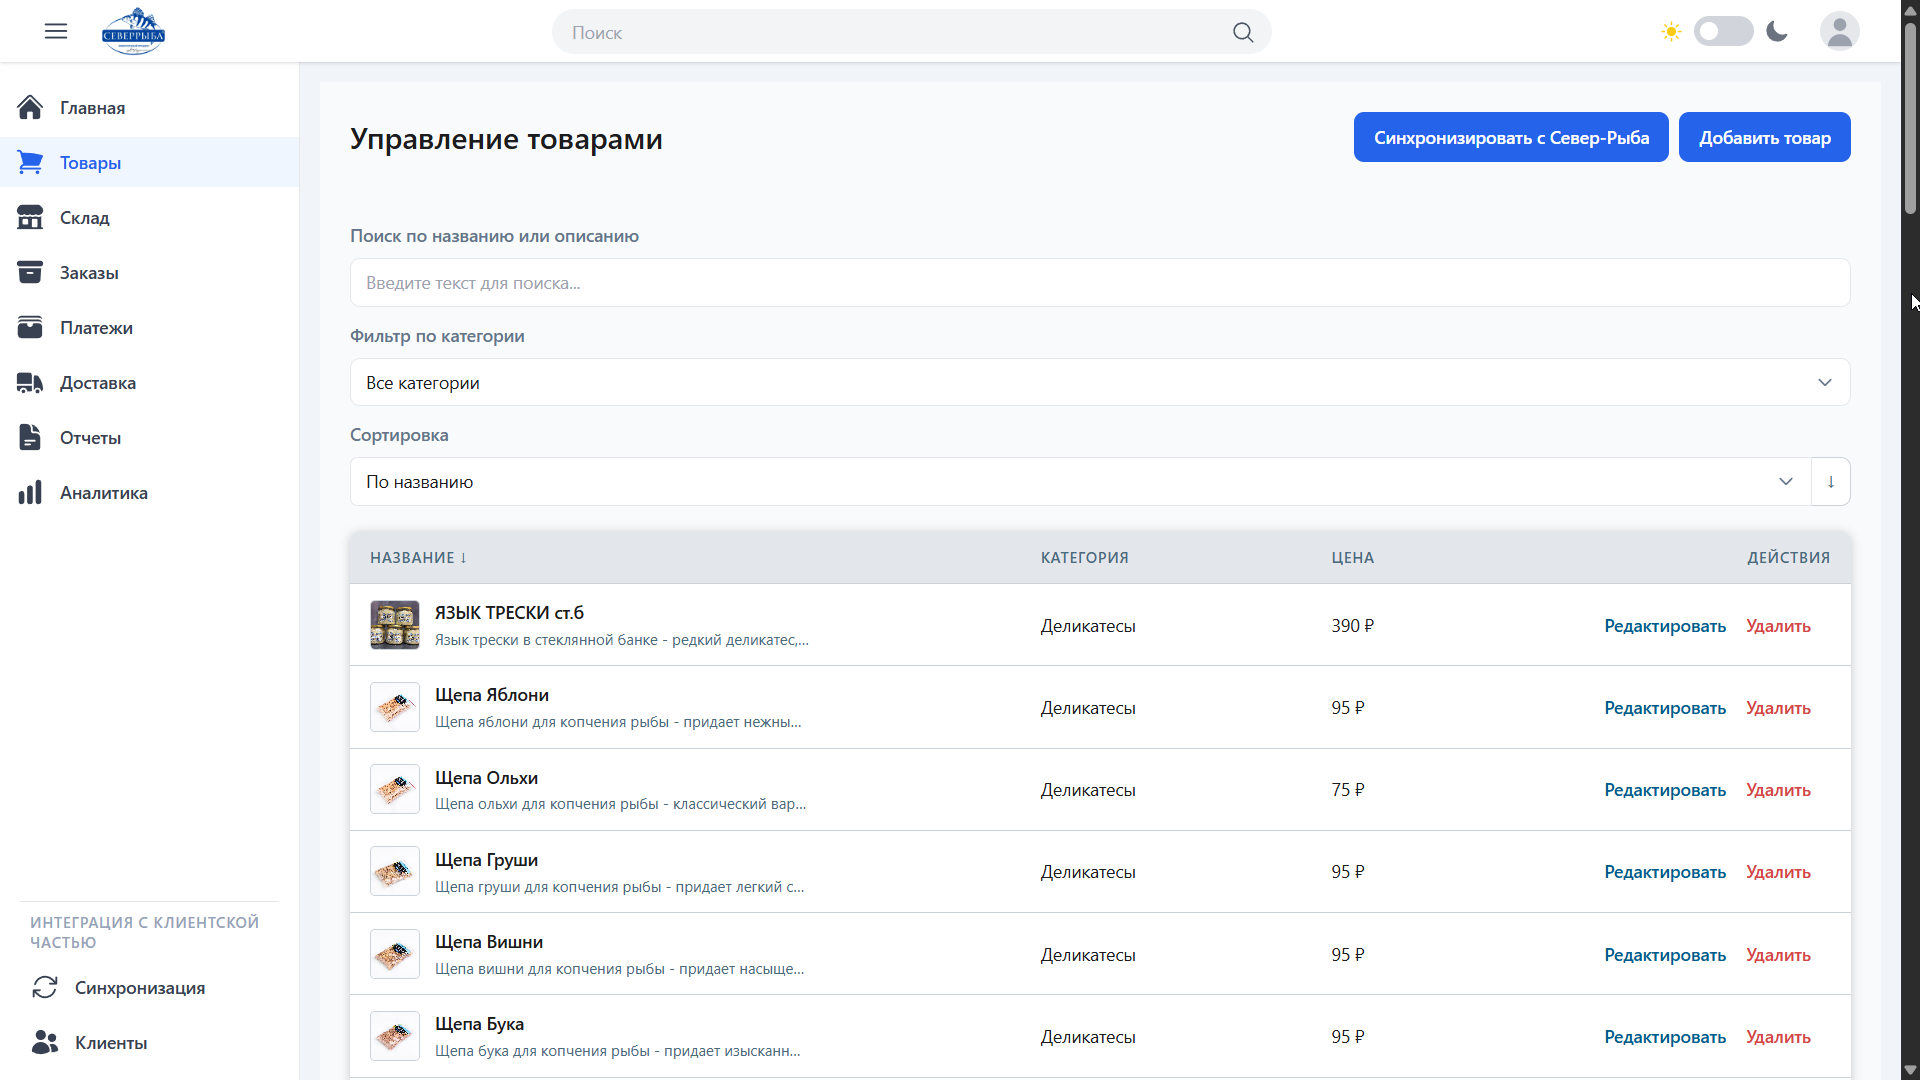 СЕВЕРРЫБА
Поиск
Главная
Товары
Склад
Заказы
Платежи
Доставка
Отчеты
Аналитика
ИНТЕГРАЦИЯ С КЛИЕНТСКОЙ
ЧАСТЬЮ
Синхронизация
Клиенты
Управление товарами
Синхронизировать с Север-Рыба
Добавить товар
Поиск по названию или описанию
Введите текст для поиска...
Фильтр по категории
Все категории
Сортировка
По названию
↓
НАЗВАНИЕ ↓ КАТЕГОРИЯ ЦЕНА ДЕЙСТВИЯ
ЯЗЫК ТРЕСКИ ст.б
Язык трески в стеклянной банке - редкий деликатес,...
Деликатесы 390 ₽ Редактировать Удалить
Щепа Яблони
Щепа яблони для копчения рыбы - придает нежны...
Деликатесы 95 ₽ Редактировать Удалить
Щепа Ольхи
Щепа ольхи для копчения рыбы - классический вар...
Деликатесы 75 ₽ Редактировать Удалить
Щепа Груши
Щепа груши для копчения рыбы - придает легкий с...
Деликатесы 95 ₽ Редактировать Удалить
Щепа Вишни
Щепа вишни для копчения рыбы - придает насыще...
Деликатесы 95 ₽ Редактировать Удалить
Щепа Бука
Щепа бука для копчения рыбы - придает изысканн...
Деликатесы 95 ₽ Редактировать Удалить